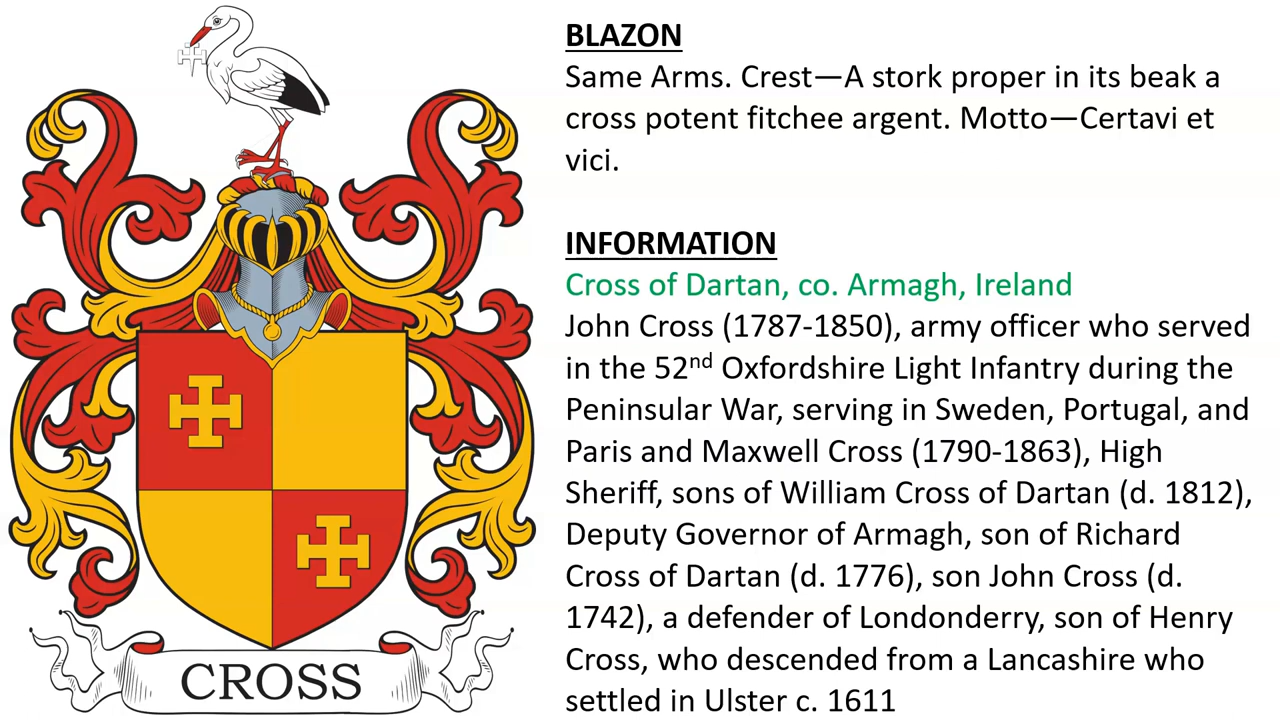 BLAZON
Same Arms. Crest—A stork proper in its beak a
cross potent fitchee argent. Motto—Certavi et
vici.
INFORMATION
Cross of Dartan, co. Armagh, Ireland
John Cross (1787-1850), army officer who served
in the 52nd Oxfordshire Light Infantry during the
Peninsular War, serving in Sweden, Portugal, and
Paris and Maxwell Cross (1790-1863), High
Sheriff, sons of William Cross of Dartan (d. 1812),
Deputy Governor of Armagh, son of Richard
Cross of Dartan (d. 1776), son John Cross (d.
1742), a defender of Londonderry, son of Henry
Cross, who descended from a Lancashire who
settled in Ulster c. 1611
CROSS